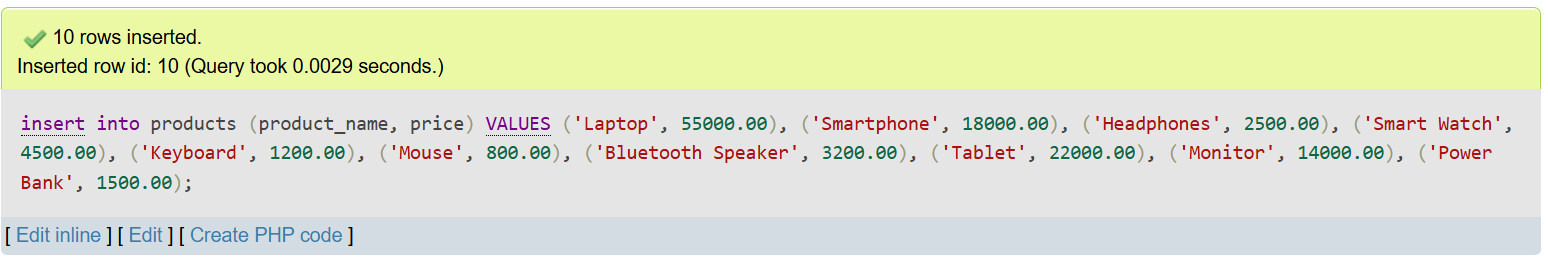 10 rows inserted.
Inserted row id: 10 (Query took 0.0029 seconds.)
insert into products (product_name, price) VALUES ('Laptop', 55000.00), ('Smartphone', 18000.00), ('Headphones', 2500.00), ('Smart Watch',
4500.00), ('Keyboard', 1200.00), ('Mouse', 800.00), ('Bluetooth Speaker', 3200.00), ('Tablet', 22000.00), ('Monitor', 14000.00), ('Power
Bank', 1500.00);
[ Edit inline ] [ Edit ] [ Create PHP code ]